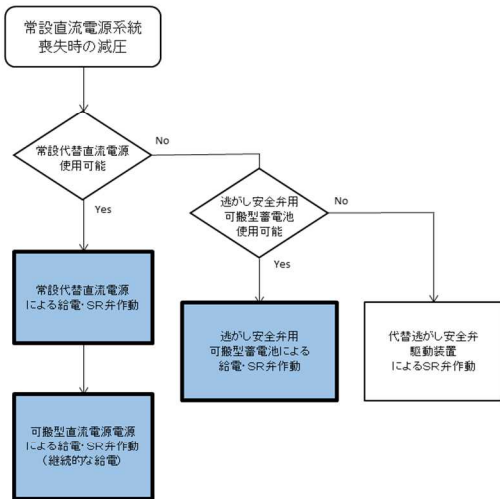 常設直流電源系統
喪失時の減圧
常設代替直流電源
使用可能
No
Yes
逃がし安全弁用
可搬型蓄電池
使用可能
No
Yes
常設代替直流電源
による給電・SR弁作動
逃がし安全弁用
可搬型蓄電池による
給電・SR弁作動
代替逃がし安全弁
駆動装置
によるSR弁作動
可搬型直流電源電源
による給電・SR弁作動
（継続的な給電）